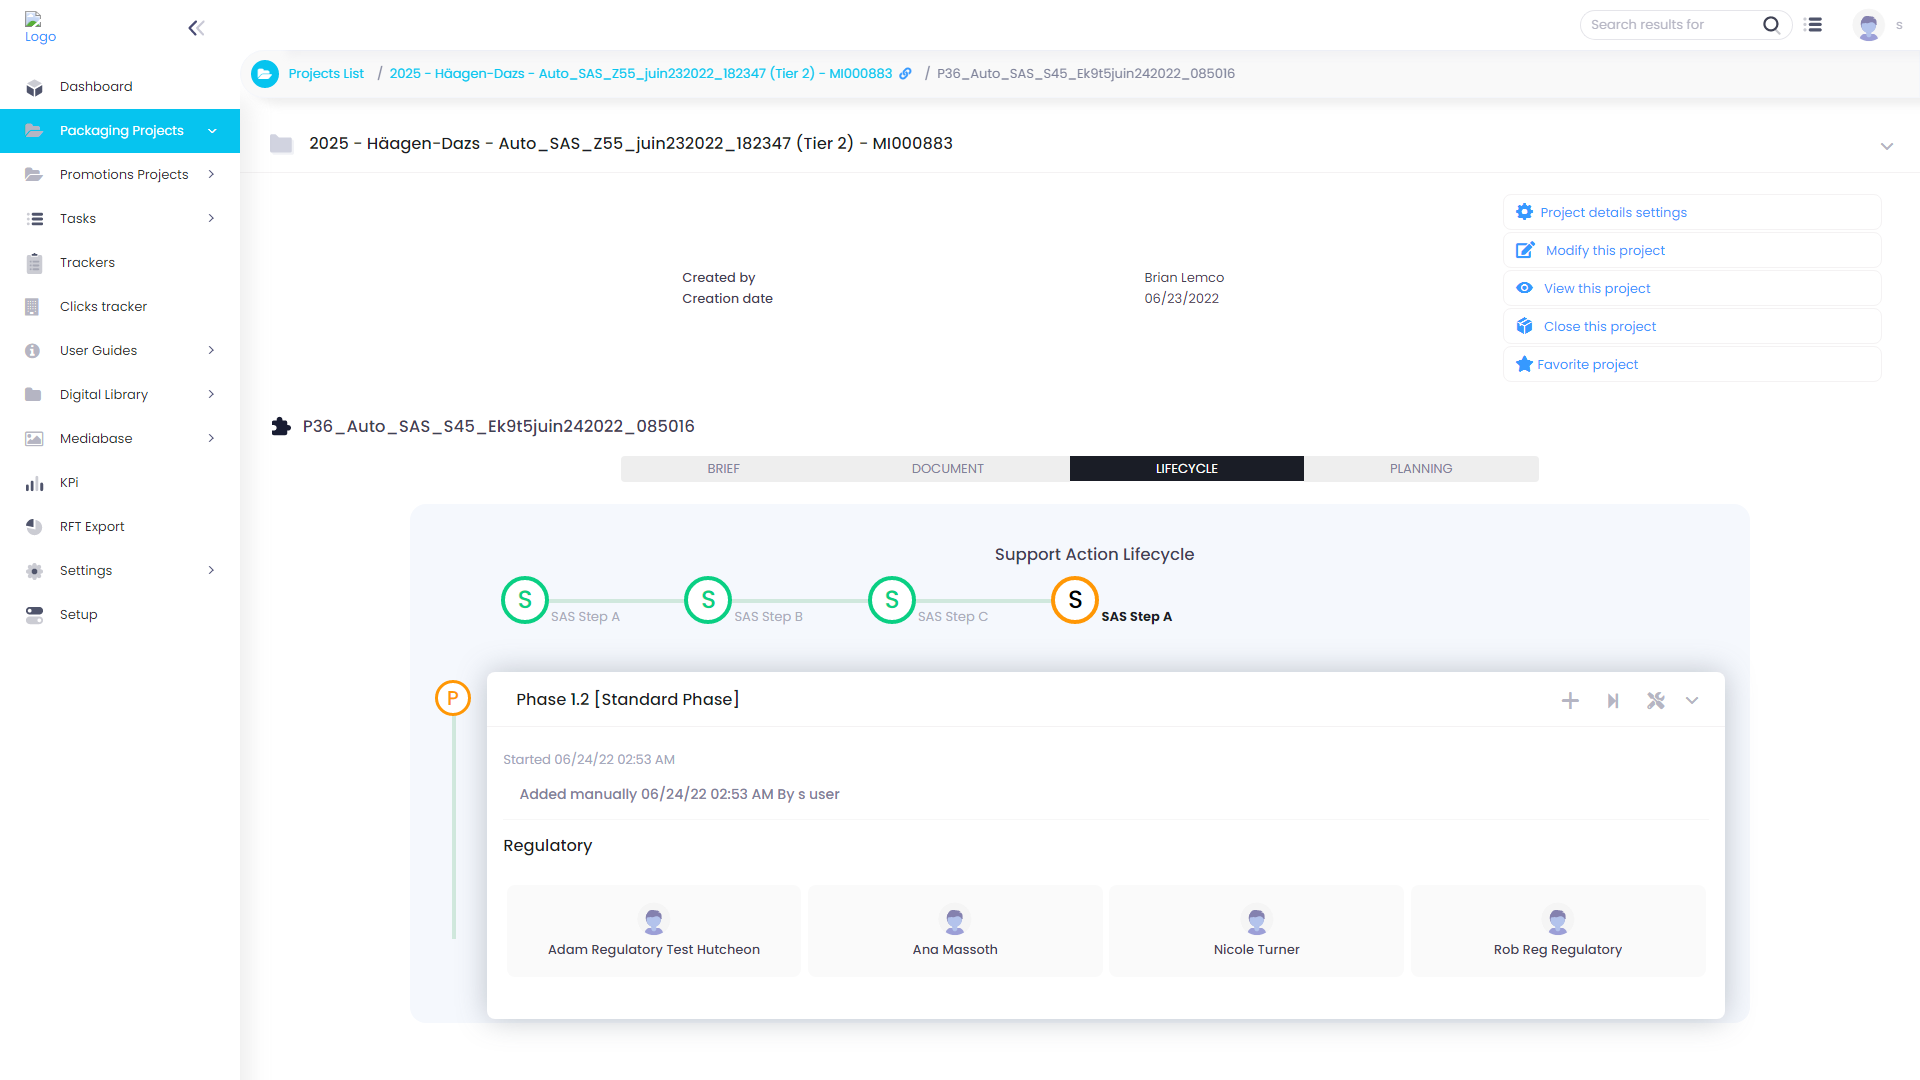 Logo
Search results for
s
Dashboard
Packaging Projects
Promotions Projects
Tasks
Trackers
Clicks tracker
User Guides
Digital Library
Mediabase
KPi
RFT Export
Settings
Setup
Projects List / 2025 - Häagen-Dazs - Auto_SAS_Z55_juin232022_182347 (Tier 2) - MI000883 / P36_Auto_SAS_S45_Ek9t5juin242022_085016
2025 - Häagen-Dazs - Auto_SAS_Z55_juin232022_182347 (Tier 2) - MI000883
Created by Brian Lemco
Creation date 06/23/2022
Project details settings
Modify this project
View this project
Close this project
Favorite project
P36_Auto_SAS_S45_Ek9t5juin242022_085016
BRIEF DOCUMENT LIFECYCLE PLANNING
Support Action Lifecycle
S SAS Step A
S SAS Step B
S SAS Step C
S SAS Step A
P
Phase 1.2 [Standard Phase]
Started 06/24/22 02:53 AM
Added manually 06/24/22 02:53 AM By s user
Regulatory
Adam Regulatory Test Hutcheon
Ana Massoth
Nicole Turner
Rob Reg Regulatory